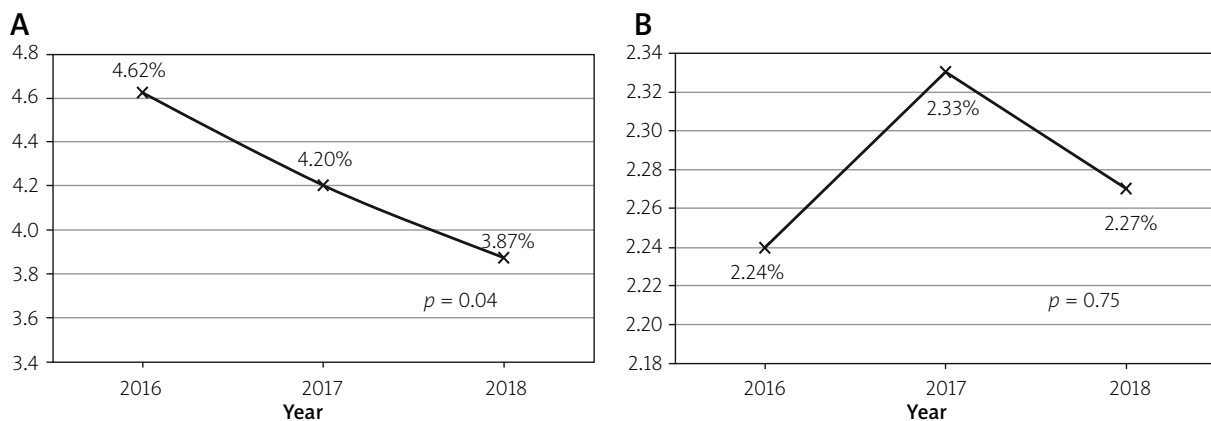 A
4.8
4.6
4.4
4.2
4.0
3.8
3.6
3.4
4.62%
4.20%
3.87%
p = 0.04
2016 2017 2018
Year
B
2.34
2.32
2.30
2.28
2.26
2.24
2.22
2.20
2.18
2.33%
2.27%
2.24%
p = 0.75
2016 2017 2018
Year